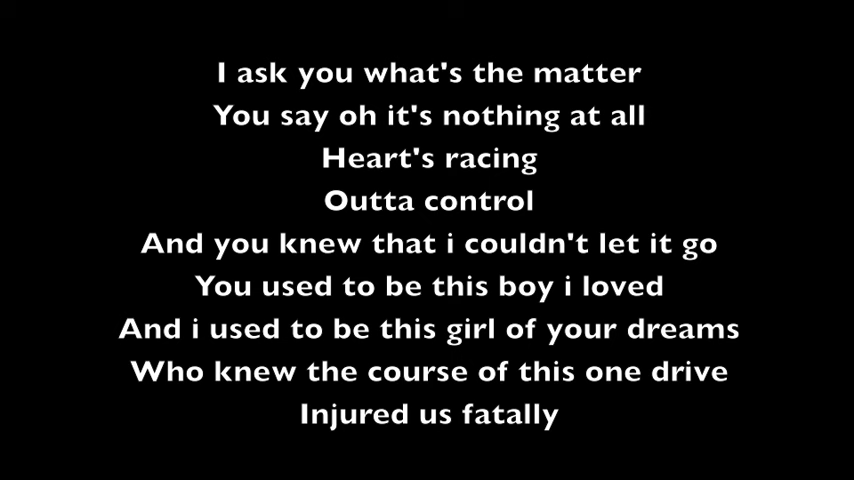 I ask you what's the matter
You say oh it's nothing at all
Heart's racing
Outta control
And you knew that i couldn't let it go
You used to be this boy i loved
And i used to be this girl of your dreams
Who knew the course of this one drive
Injured us fatally